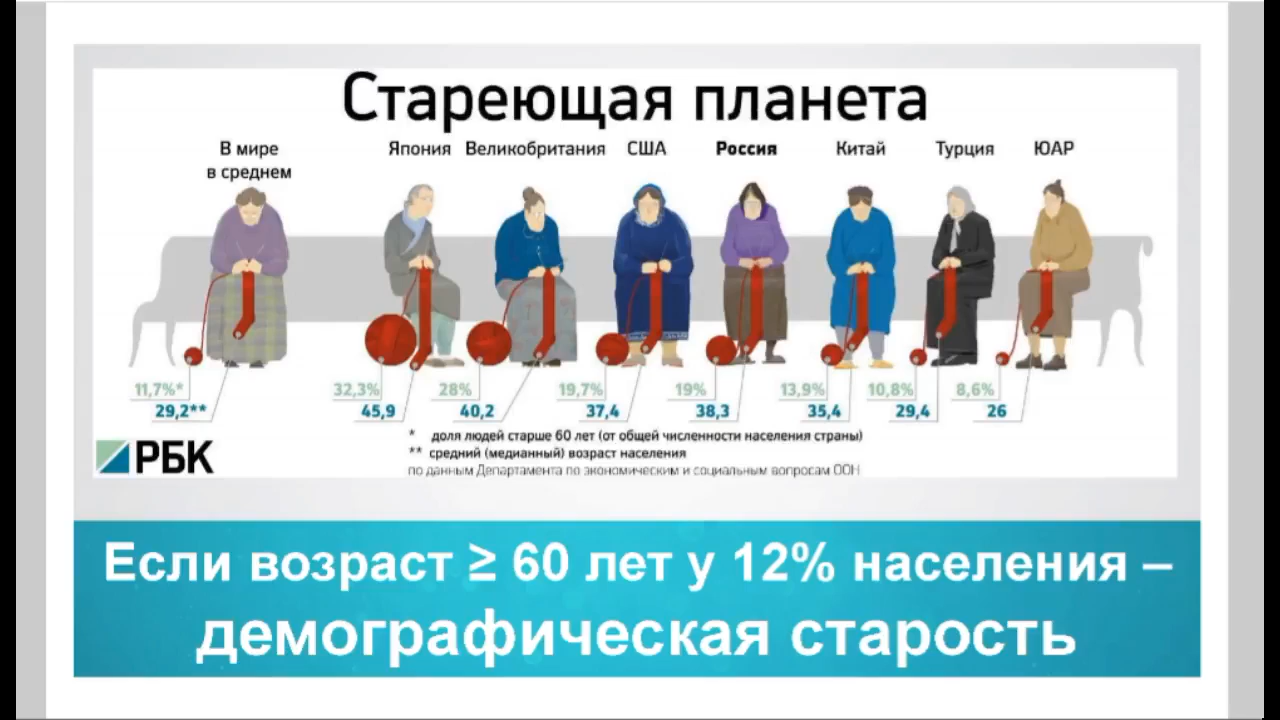 Стареющая планета
В мире
в среднем
Япония
Великобритания
США
Россия
Китай
Турция
ЮАР
11,7%*
32,3%
28%
19,7%
19%
13,9%
10,8%
8,6%
29,2**
45,9
40,2
37,4
38,3
35,4
29,4
26
* доля людей старше 60 лет (от общей численности населения страны)
** средний (медианный) возраст населения
по данным Департамента по экономическим и социальным вопросам ООН
РБК
Если возраст ≥ 60 лет у 12% населения –
демографическая старость